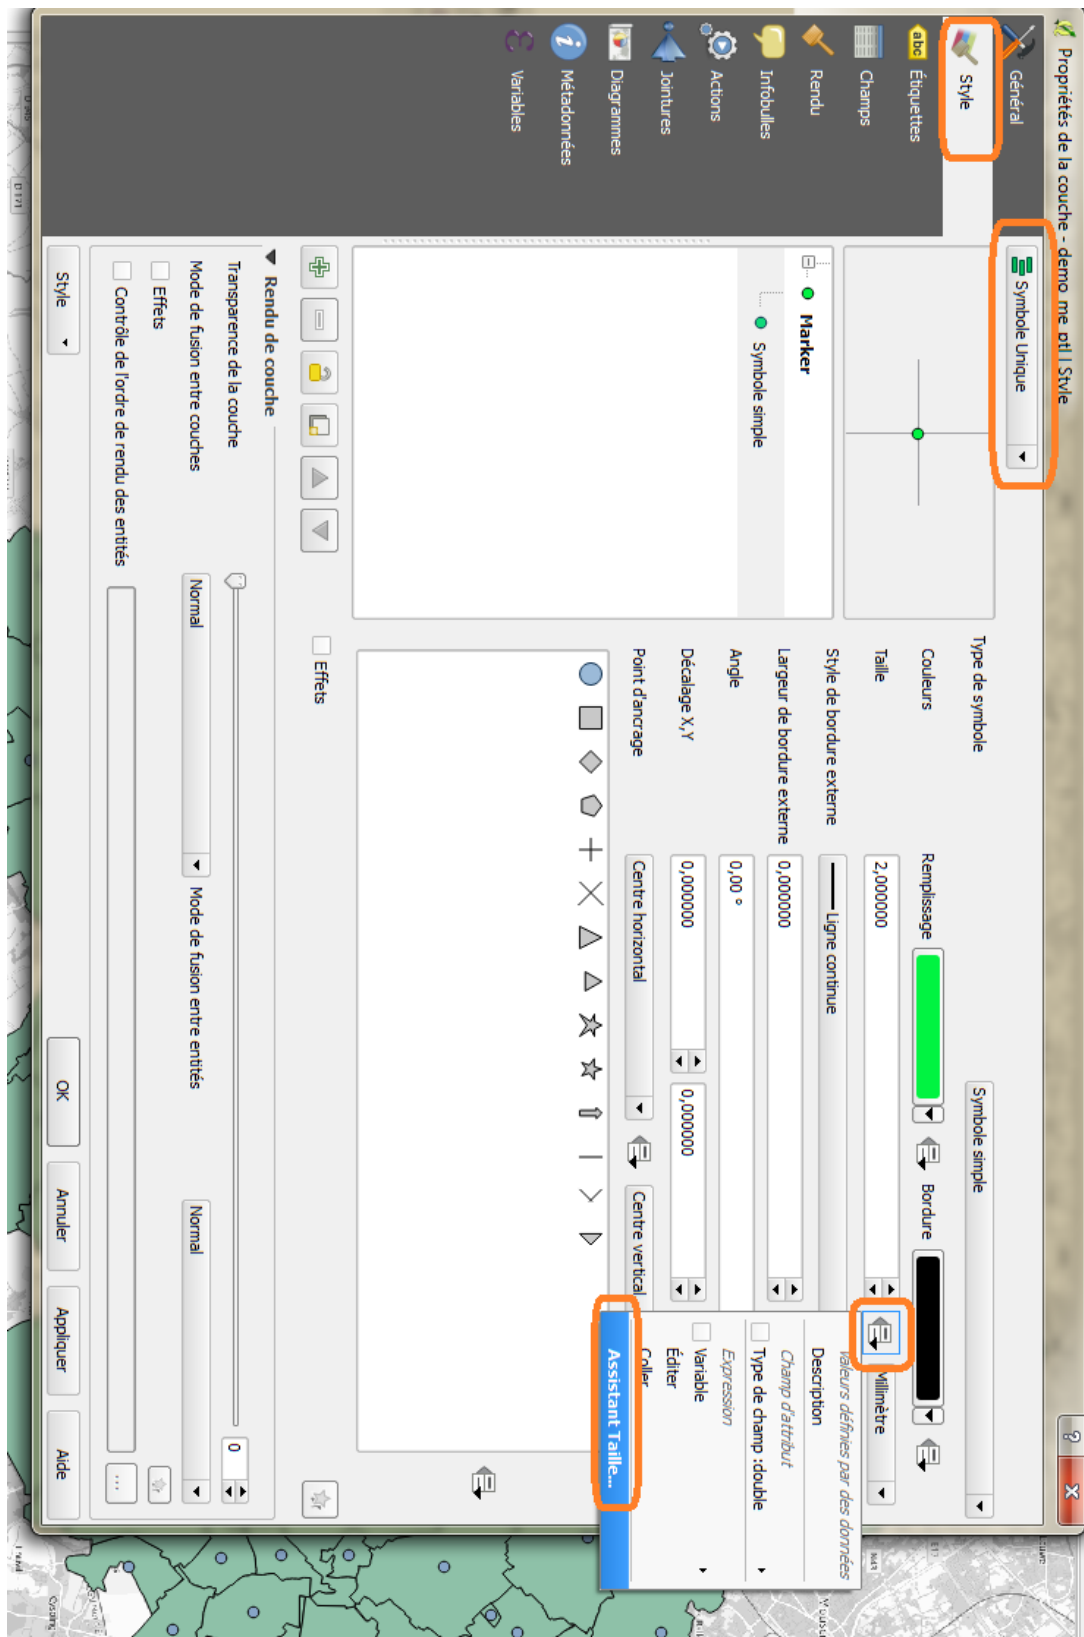 Propriétés de la couche - demo me ptl | Style
Général
Style
Étiquettes
Champs
Rendu
Infobulles
Actions
Jointures
Diagrammes
Métadonnées
Variables
Symbole Unique
Marker
Symbole simple
Type de symbole
Symbole simple
Couleurs
Remplissage
Bordure
Taille
2,000000
Millimètre
Style de bordure externe
Ligne continue
Largeur de bordure externe
0,000000
Angle
0,00 °
Décalage X,Y
0,000000
0,000000
Point d'ancrage
Centre horizontal
Centre vertical
Valeurs définies par des données
Description
Champ d'attribut
Type de champ :double
Expression
Variable
Éditer
Coller
Assistant Taille...
Effets
Rendu de couche
Transparence de la couche
0
Mode de fusion entre couches
Normal
Mode de fusion entre entités
Normal
Effets
Contrôle de l'ordre de rendu des entités
...
Style
OK
Annuler
Appliquer
Aide
abc
D 171